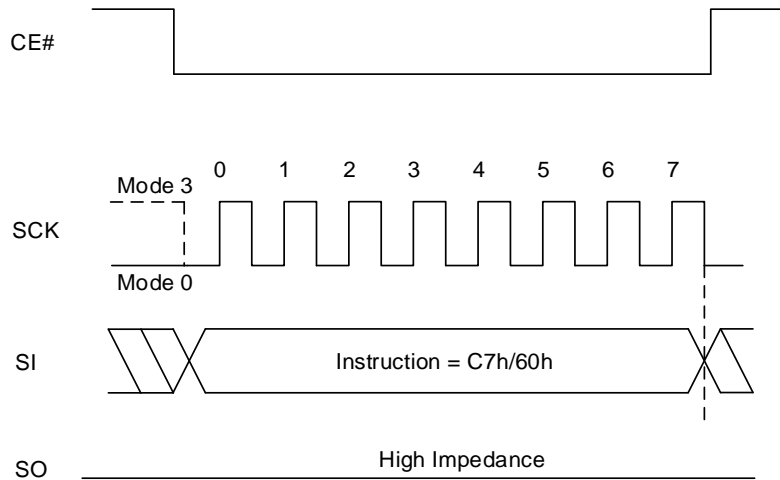 CE#
0 1 2 3 4 5 6 7
Mode 3
SCK
Mode 0
SI
Instruction = C7h/60h
High Impedance
SO